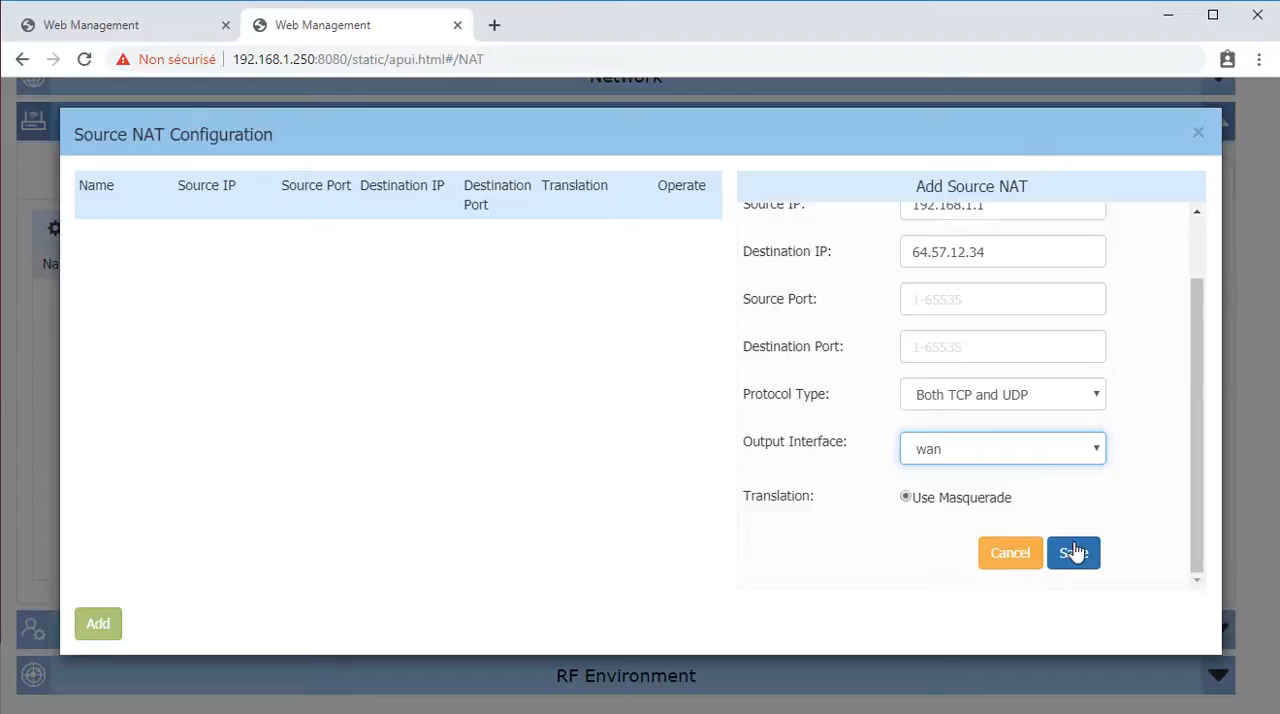 Web Management
Web Management
Non sécurisé
192.168.1.250:8080/static/apui.html#/NAT
Network
Source NAT Configuration
Name Source IP Source Port Destination IP Destination Port Translation Operate
Add Source NAT
Source IP: 192.168.1.1
Destination IP: 64.57.12.34
Source Port: 1-65535
Destination Port: 1-65535
Protocol Type: Both TCP and UDP
Output Interface: wan
Translation: Use Masquerade
Cancel Save
Add
RF Environment